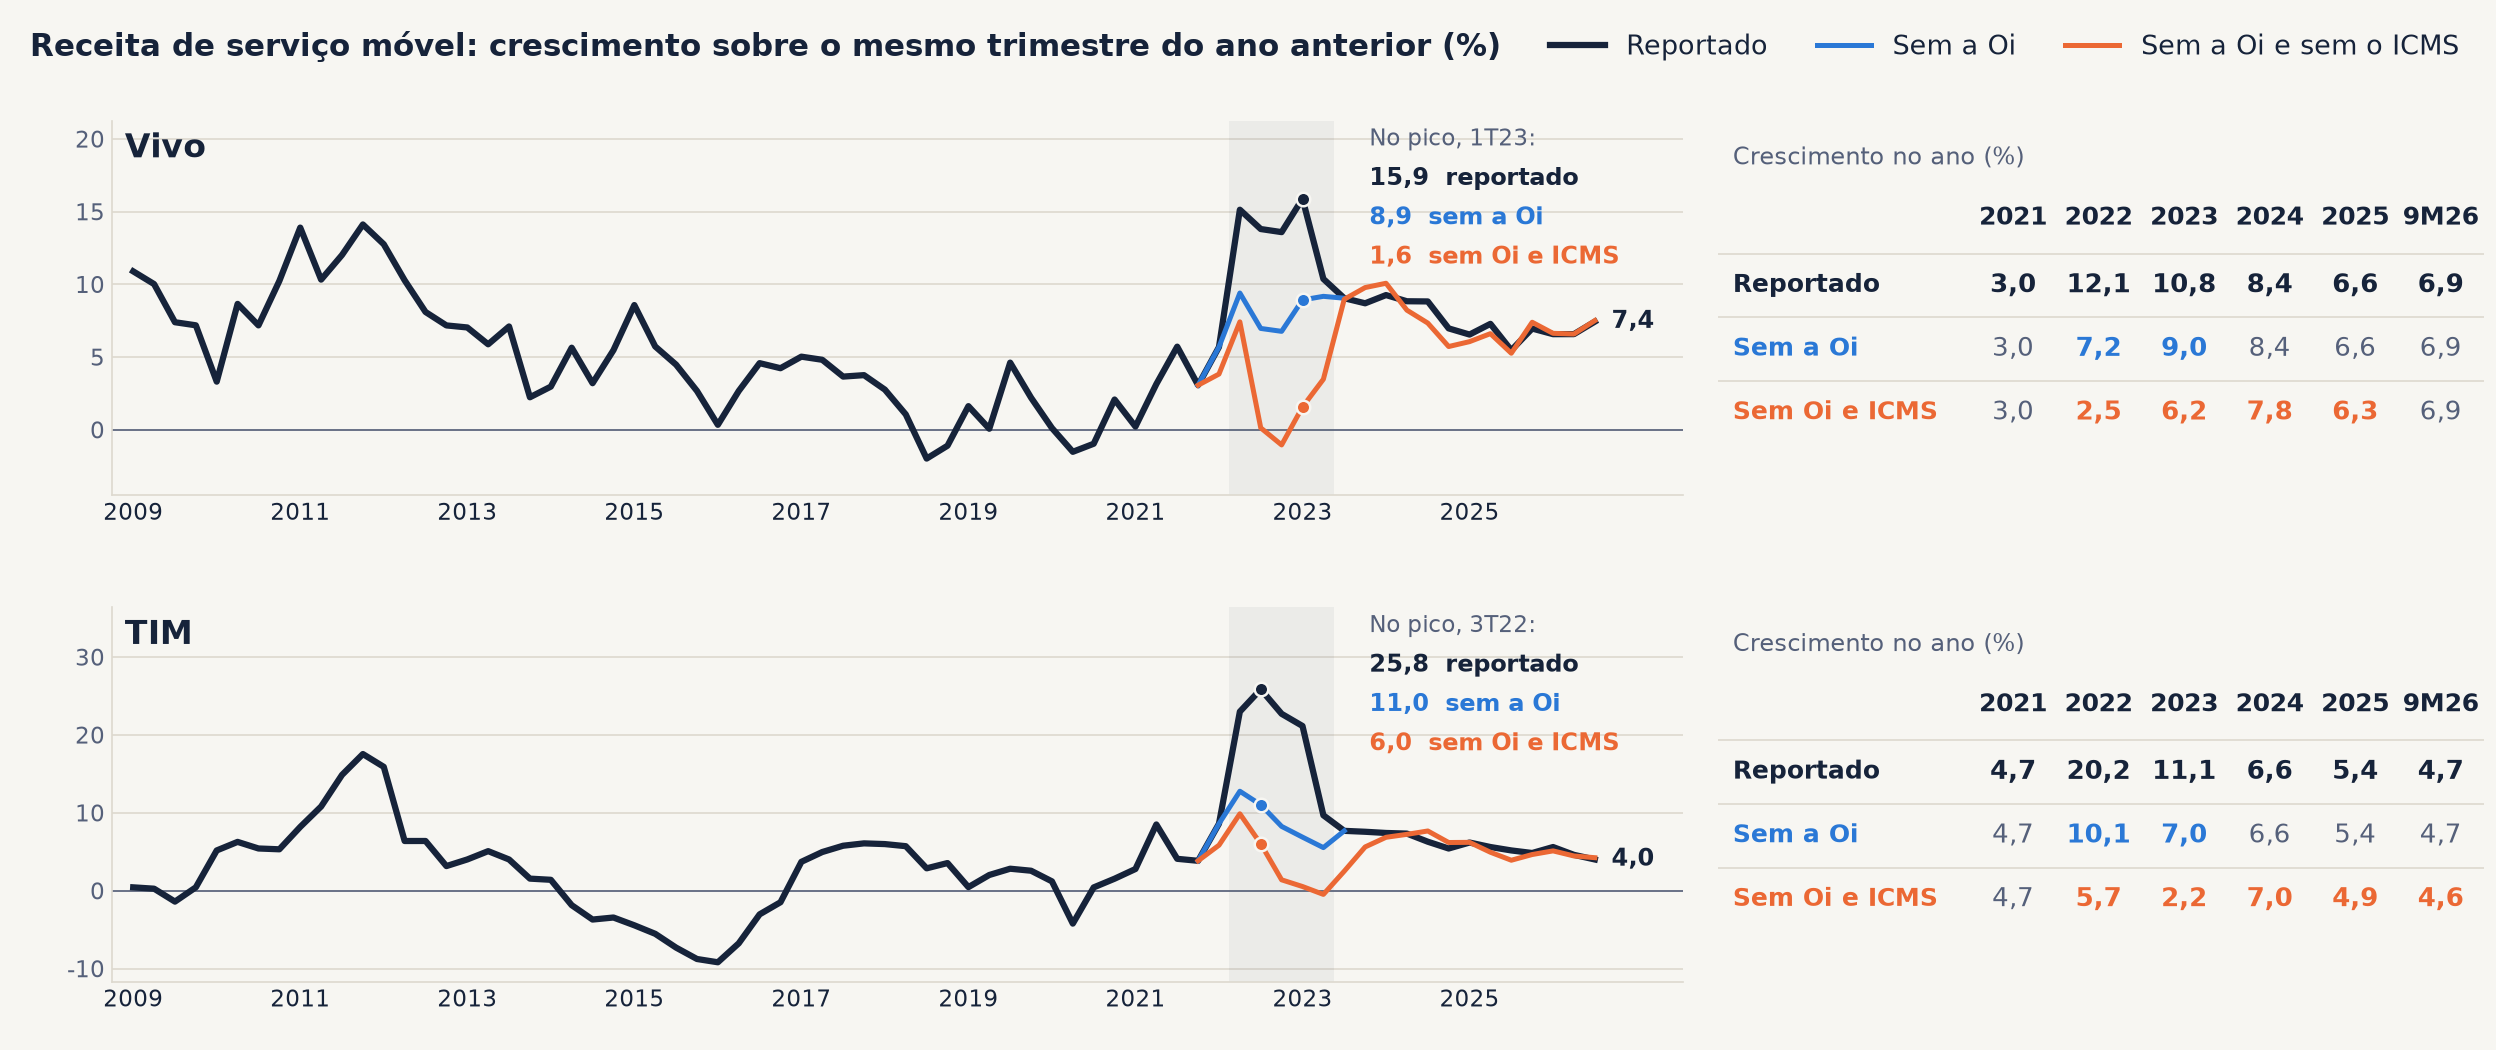 Receita de serviço móvel: crescimento sobre o mesmo trimestre do ano anterior (%)
Reportado
Sem a Oi
Sem a Oi e sem o ICMS
Vivo
20
15
10
5
0
2009 2011 2013 2015 2017 2019 2021 2023 2025
No pico, 1T23:
15,9 reportado
8,9 sem a Oi
1,6 sem Oi e ICMS
7,4
Crescimento no ano (%)
2021 2022 2023 2024 2025 9M26
Reportado 3,0 12,1 10,8 8,4 6,6 6,9
Sem a Oi 3,0 7,2 9,0 8,4 6,6 6,9
Sem Oi e ICMS 3,0 2,5 6,2 7,8 6,3 6,9
TIM
30
20
10
0
-10
2009 2011 2013 2015 2017 2019 2021 2023 2025
No pico, 3T22:
25,8 reportado
11,0 sem a Oi
6,0 sem Oi e ICMS
4,0
Crescimento no ano (%)
2021 2022 2023 2024 2025 9M26
Reportado 4,7 20,2 11,1 6,6 5,4 4,7
Sem a Oi 4,7 10,1 7,0 6,6 5,4 4,7
Sem Oi e ICMS 4,7 5,7 2,2 7,0 4,9 4,6